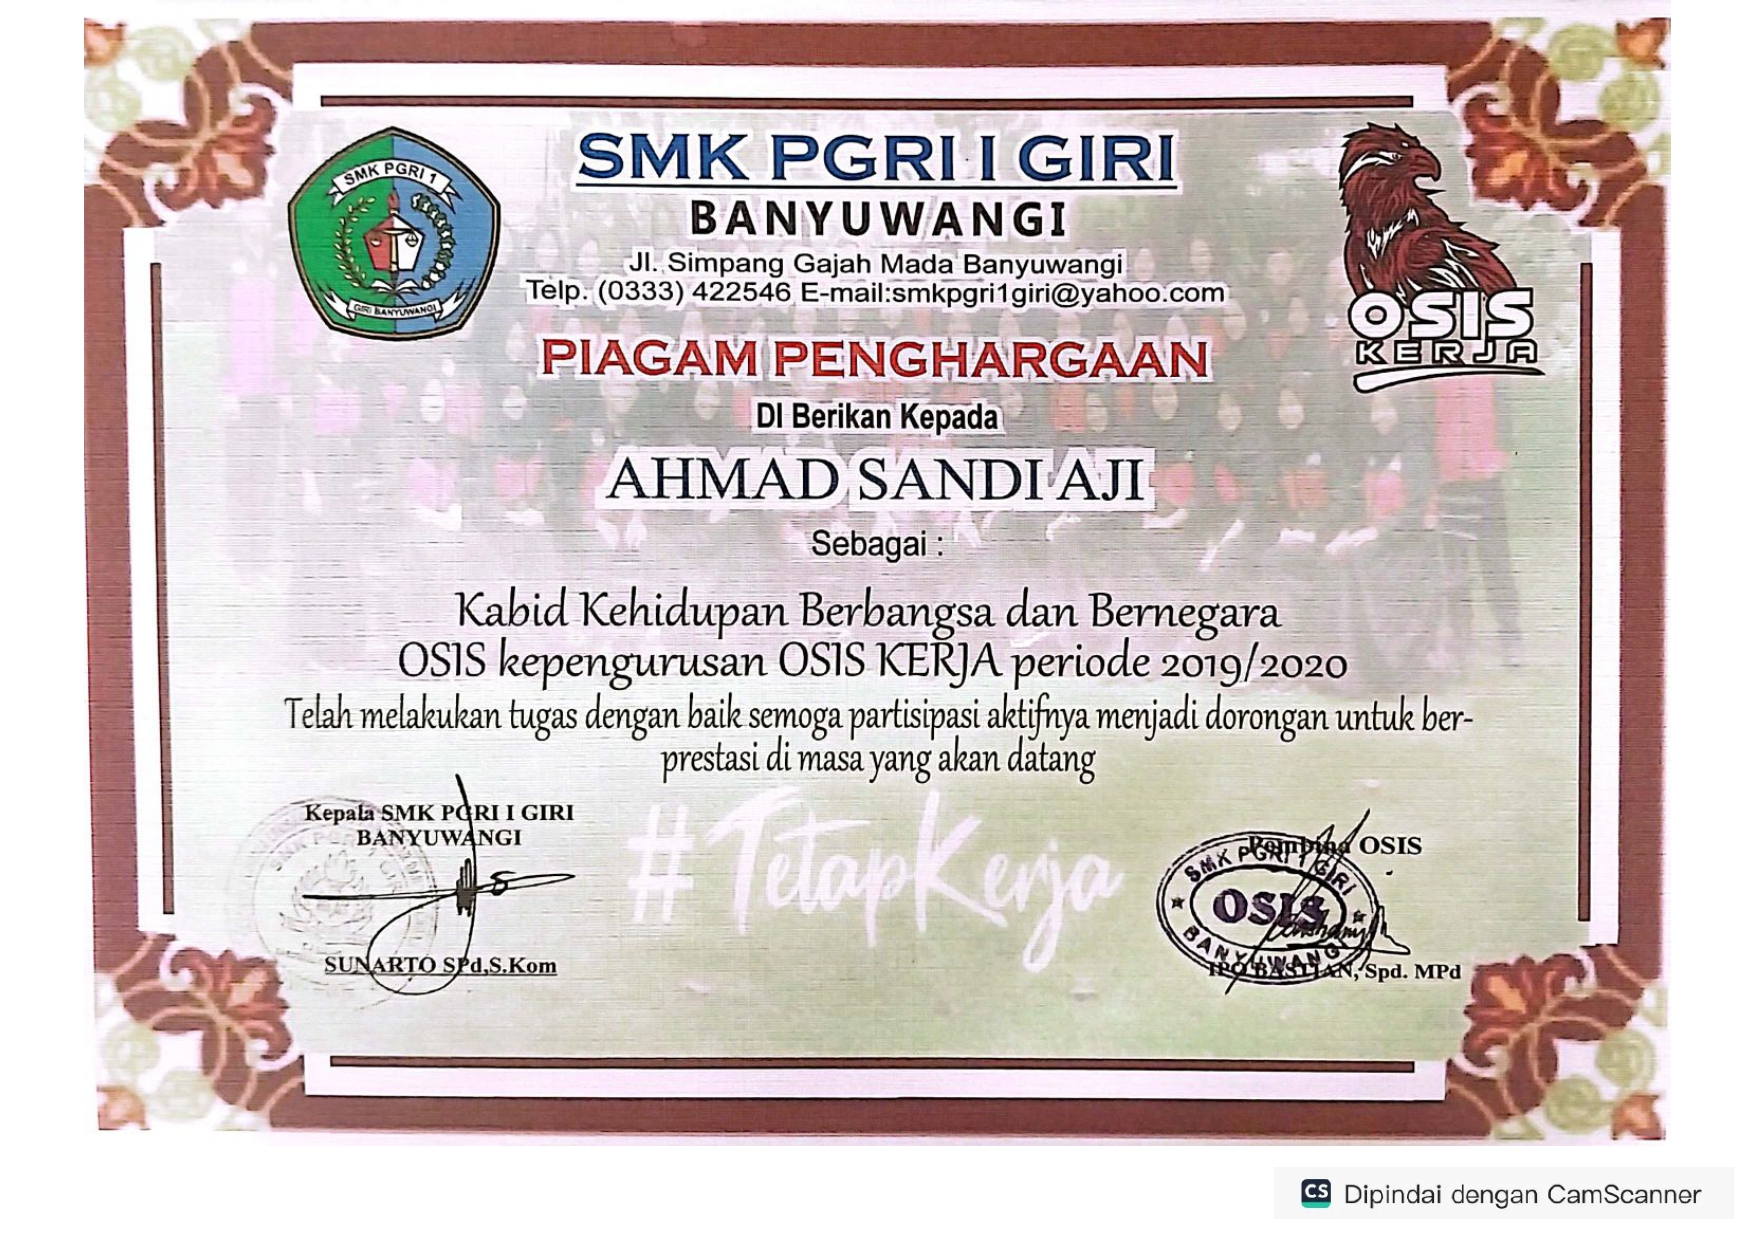 SMK PGRI 1
GIRI BANYUWANGI
SMK PGRI I GIRI
BANYUWANGI
Jl. Simpang Gajah Mada Banyuwangi
Telp. (0333) 422546 E-mail:smkpgri1giri@yahoo.com
OSIS
KERJA
PIAGAM PENGHARGAAN
DI Berikan Kepada
AHMAD SANDI AJI
Sebagai :
Kabid Kehidupan Berbangsa dan Bernegara
OSIS kepengurusan OSIS KERJA periode 2019/2020
Telah melakukan tugas dengan baik semoga partisipasi aktifnya menjadi dorongan untuk ber-
prestasi di masa yang akan datang
#TetapKerja
Kepala SMK PGRI I GIRI
BANYUWANGI
SUNARTO SPd,S.Kom
Pembina OSIS
SMK PGRI 1 GIRI
OSIS
BANYUWANGI
IPO BASTIAN, Spd. MPd
CS Dipindai dengan CamScanner